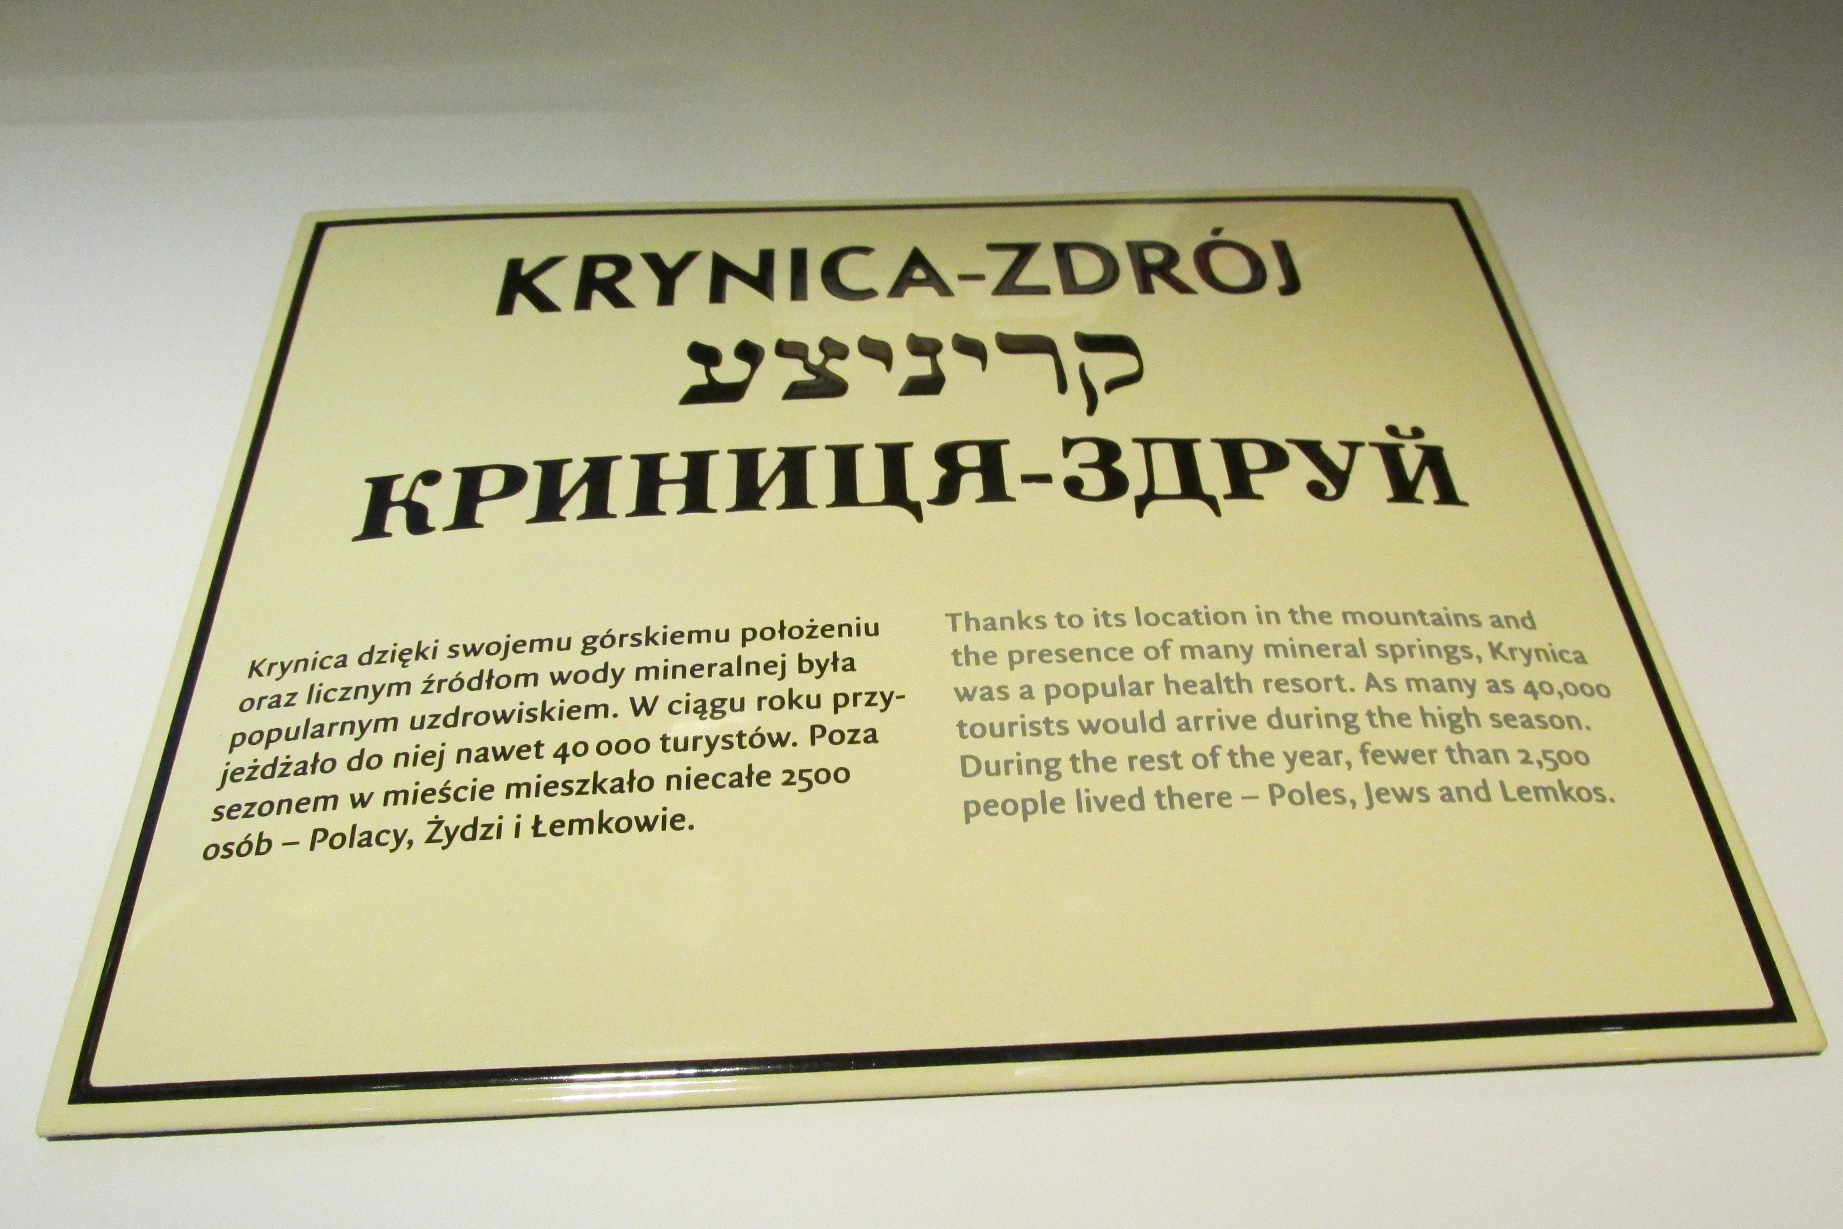 KRYNICA-ZDRÓJ
קריניצע
КРИНИЦЯ-ЗДРУЙ
Krynica dzięki swojemu górskiemu położeniu
oraz licznym źródłom wody mineralnej była
popularnym uzdrowiskiem. W ciągu roku przy-
jeżdżało do niej nawet 40 000 turystów. Poza
sezonem w mieście mieszkało niecałe 2500
osób – Polacy, Żydzi i Łemkowie.
Thanks to its location in the mountains and
the presence of many mineral springs, Krynica
was a popular health resort. As many as 40,000
tourists would arrive during the high season.
During the rest of the year, fewer than 2,500
people lived there – Poles, Jews and Lemkos.